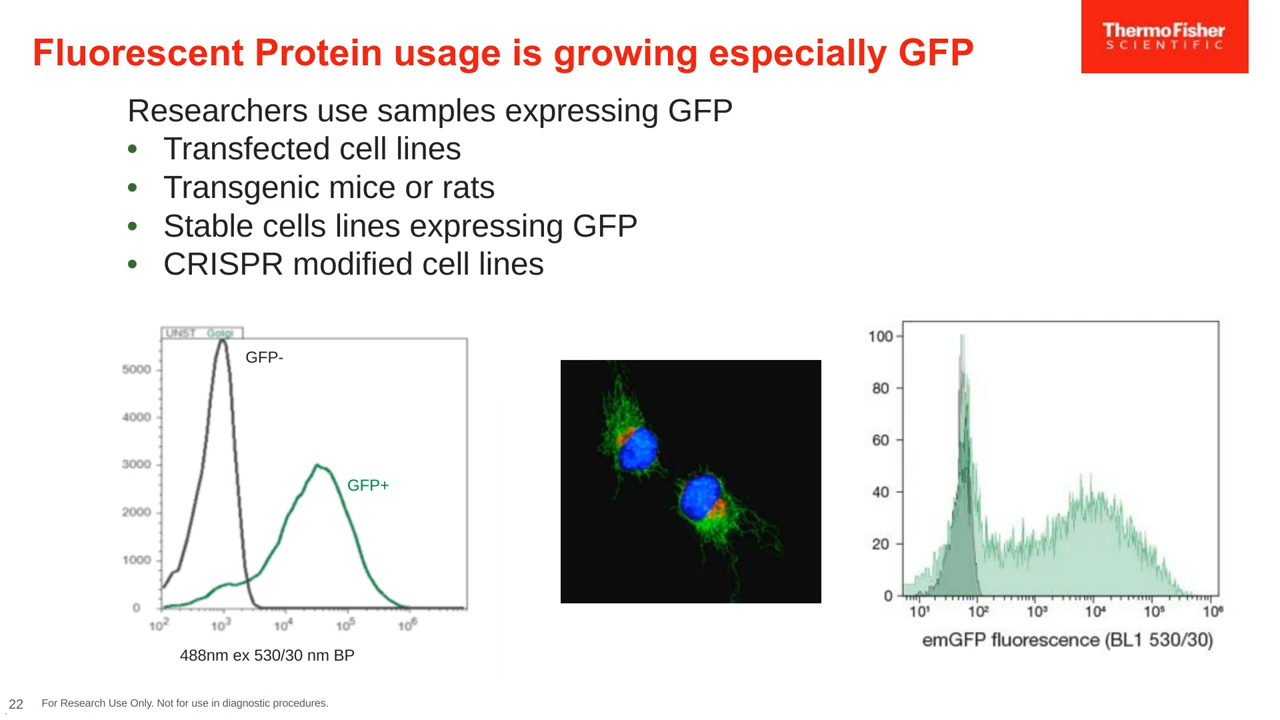 Fluorescent Protein usage is growing especially GFP
ThermoFisher
SCIENTIFIC
Researchers use samples expressing GFP
• Transfected cell lines
• Transgenic mice or rats
• Stable cells lines expressing GFP
• CRISPR modified cell lines
UNST Golgi
GFP-
GFP+
5000
4000
3000
2000
1000
0
10² 10³ 10⁴ 10⁵ 10⁶
488nm ex 530/30 nm BP
100
80
60
40
20
0
10¹ 10² 10³ 10⁴ 10⁵ 10⁶
emGFP fluorescence (BL1 530/30)
22 For Research Use Only. Not for use in diagnostic procedures.